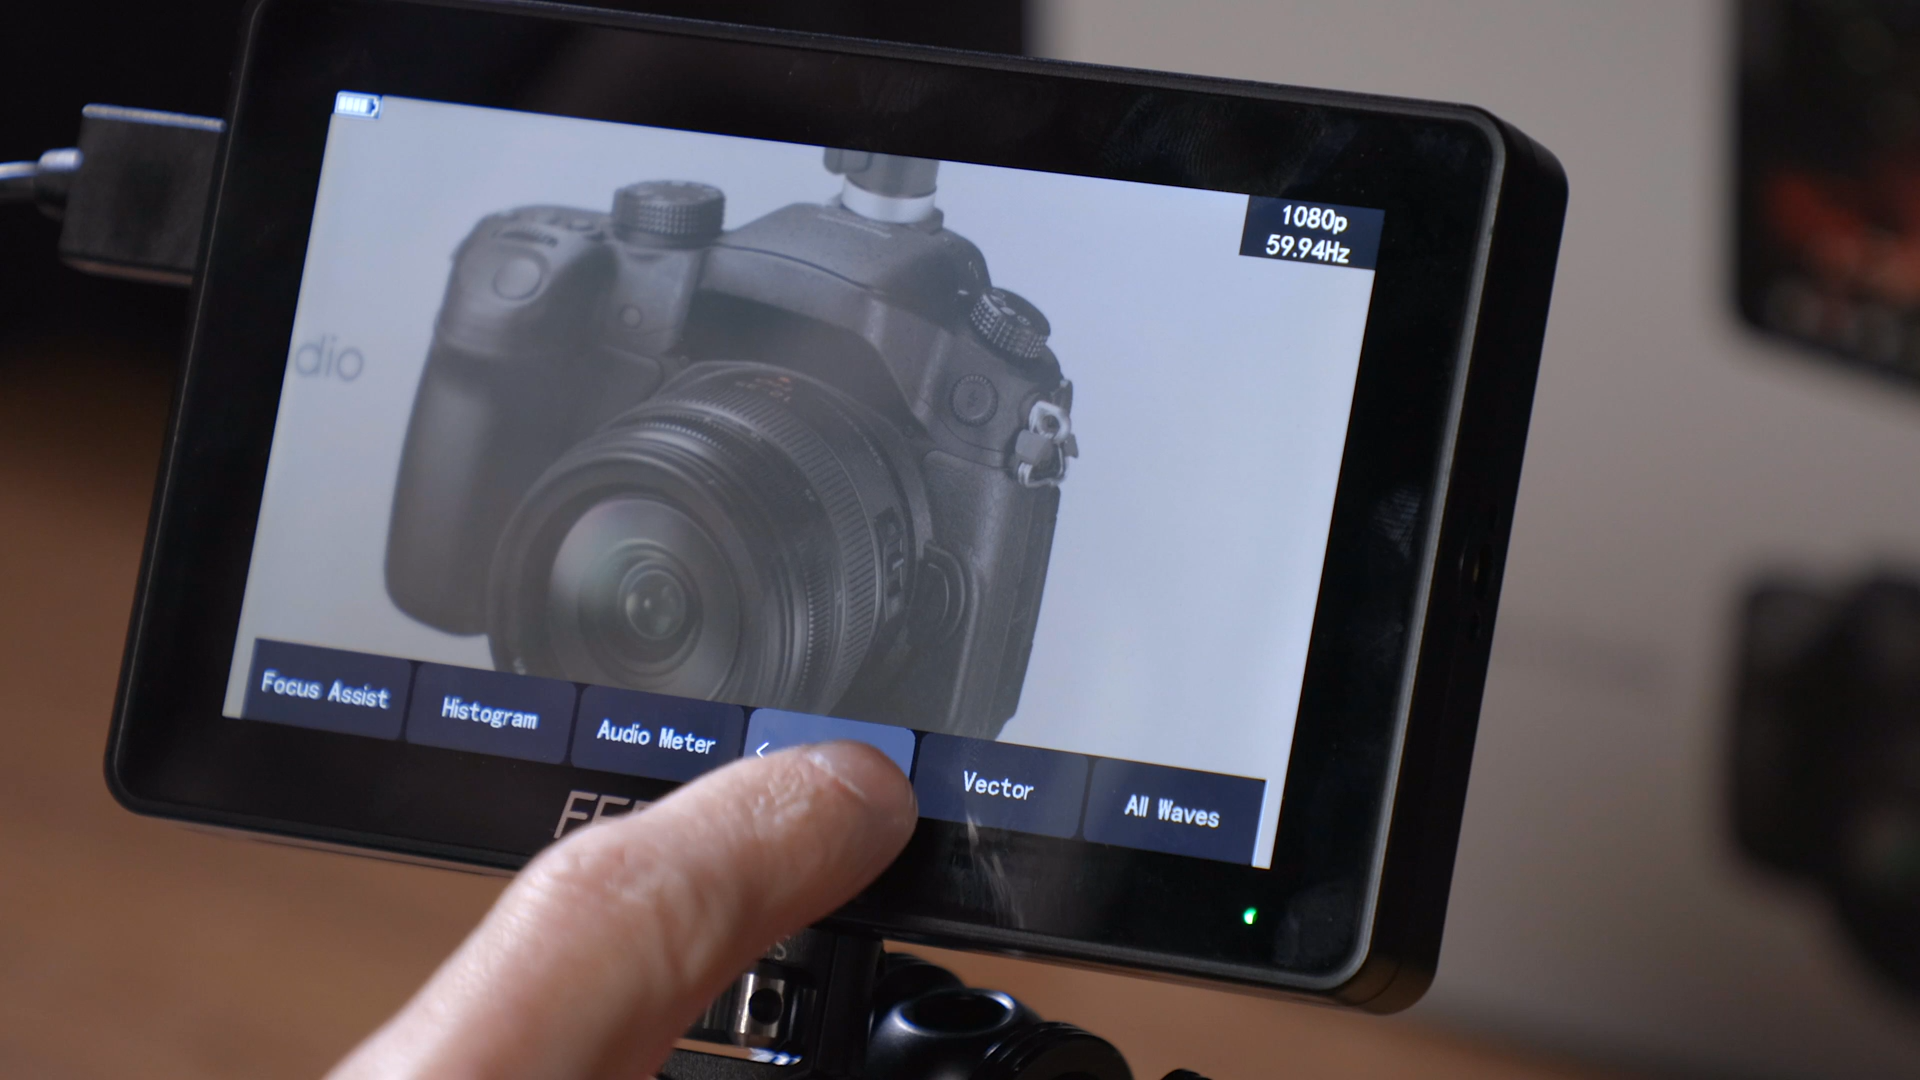 1080p
59.94Hz
dio
Focus Assist
Histogram
Audio Meter
<
Vector
All Waves